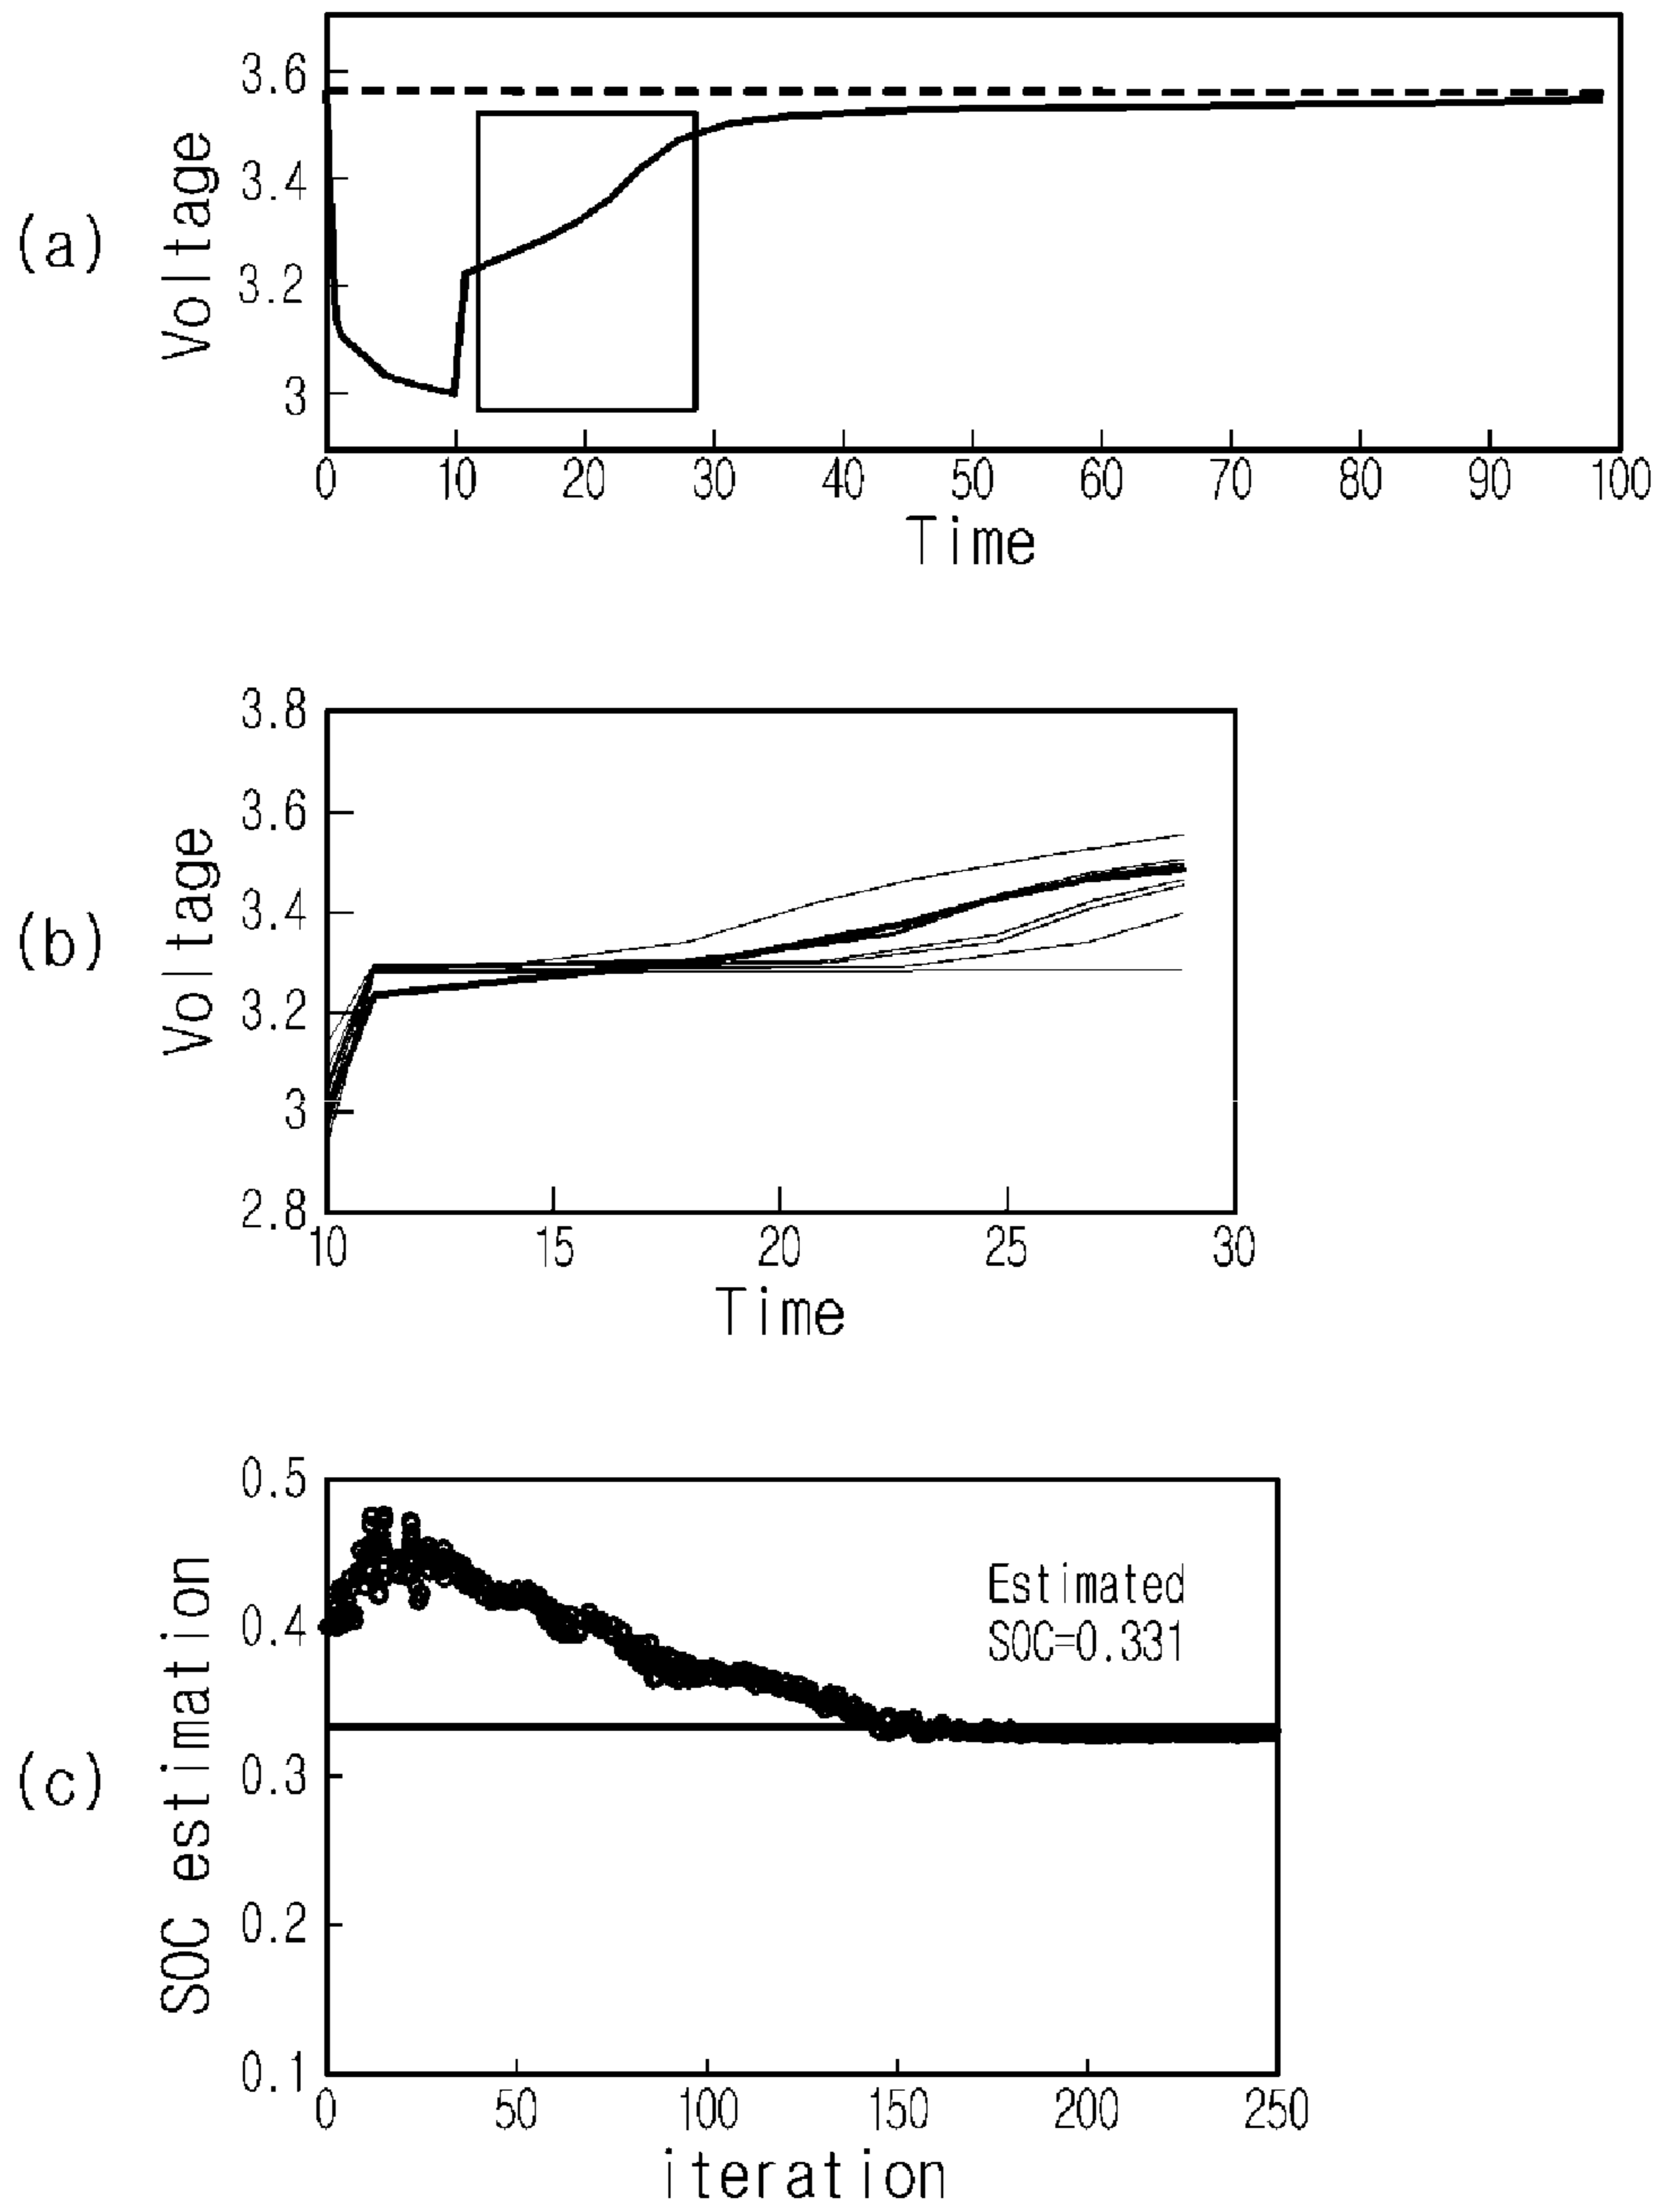 (a)
Voltage
3.6
3.4
3.2
3
0 10 20 30 40 50 60 70 80 90 100
Time
(b)
Voltage
3.8
3.6
3.4
3.2
3
2.8
10 15 20 25 30
Time
(c)
SOC estimation
0.5
0.4
0.3
0.2
0.1
Estimated
SOC=0.331
0 50 100 150 200 250
iteration